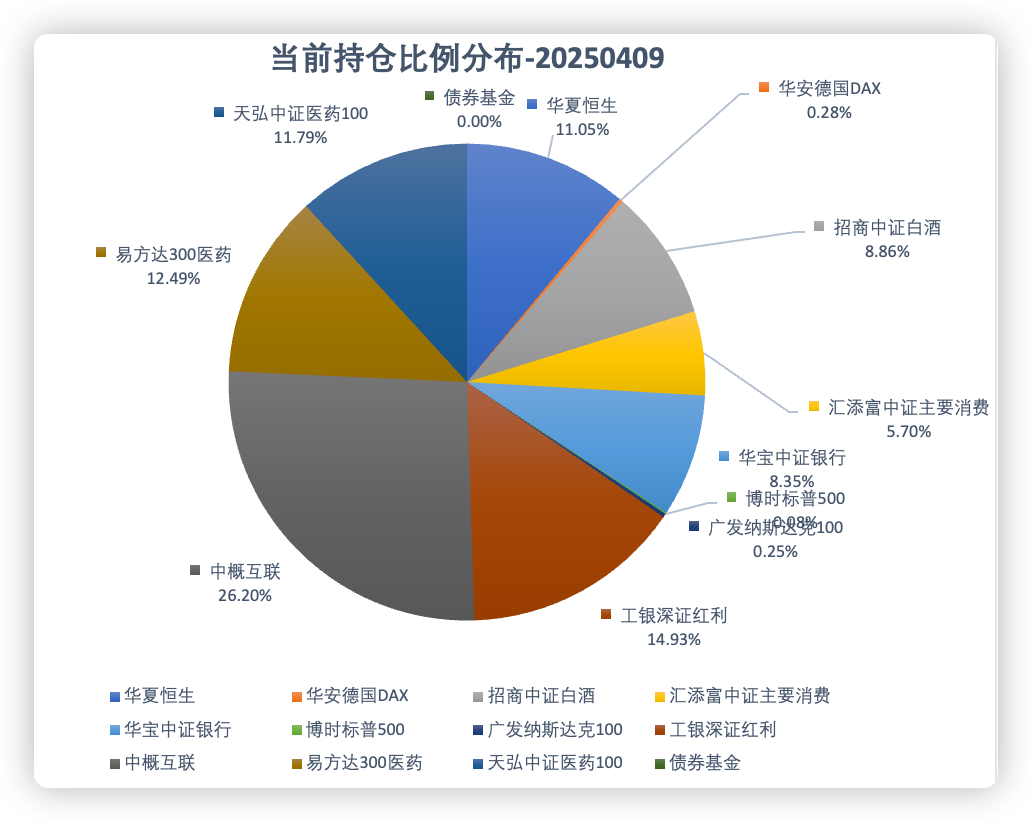 当前持仓比例分布-20250409
债券基金
0.00%
华夏恒生
11.05%
华安德国DAX
0.28%
天弘中证医药100
11.79%
招商中证白酒
8.86%
易方达300医药
12.49%
汇添富中证主要消费
5.70%
华宝中证银行
8.35%
博时标普500
0.08%
广发纳斯达克100
0.25%
中概互联
26.20%
工银深证红利
14.93%
华夏恒生 华安德国DAX 招商中证白酒 汇添富中证主要消费
华宝中证银行 博时标普500 广发纳斯达克100 工银深证红利
中概互联 易方达300医药 天弘中证医药100 债券基金